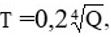 T =0,2∜Q,